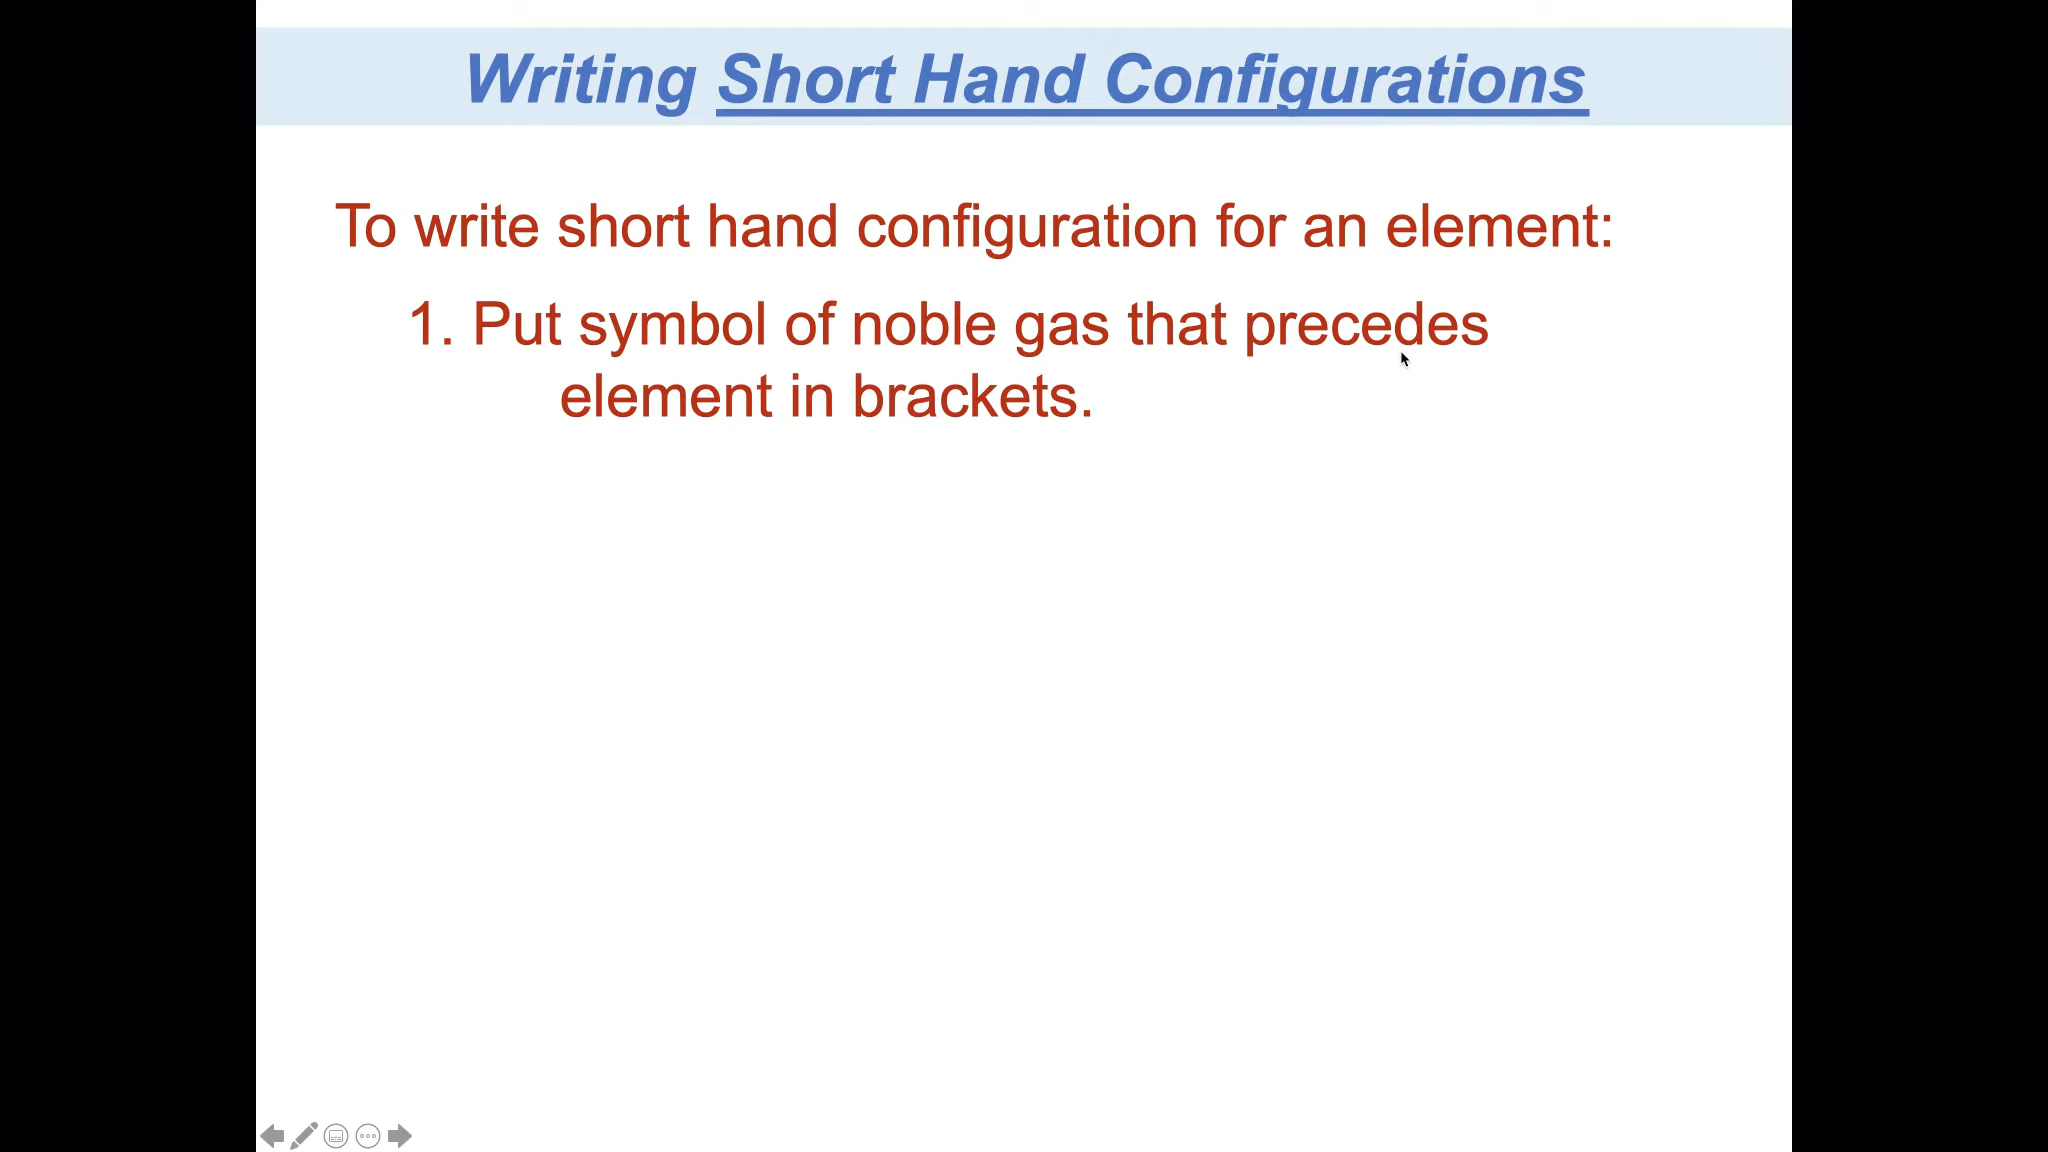 Writing Short Hand Configurations
To write short hand configuration for an element:
1. Put symbol of noble gas that precedes
element in brackets.